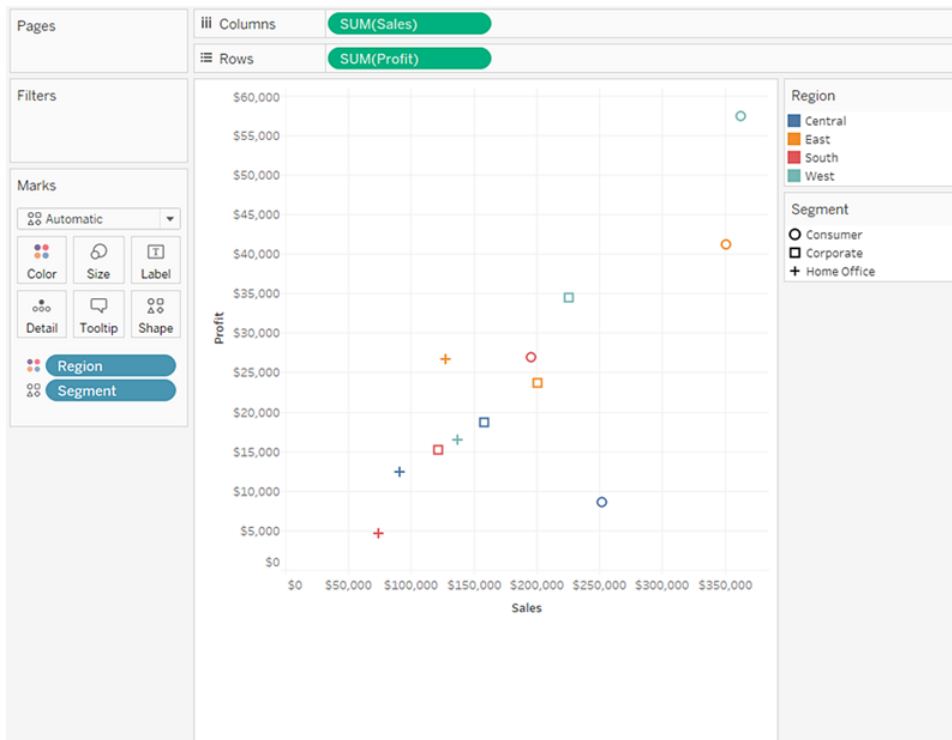 Pages
Columns SUM(Sales)
Rows SUM(Profit)
Filters
Marks
Automatic
Color Size Label
Detail Tooltip Shape
Region
Segment
$60,000
$55,000
$50,000
$45,000
$40,000
$35,000
$30,000
$25,000
$20,000
$15,000
$10,000
$5,000
$0
Profit
$0 $50,000 $100,000 $150,000 $200,000 $250,000 $300,000 $350,000
Sales
Region
Central
East
South
West
Segment
Consumer
Corporate
Home Office